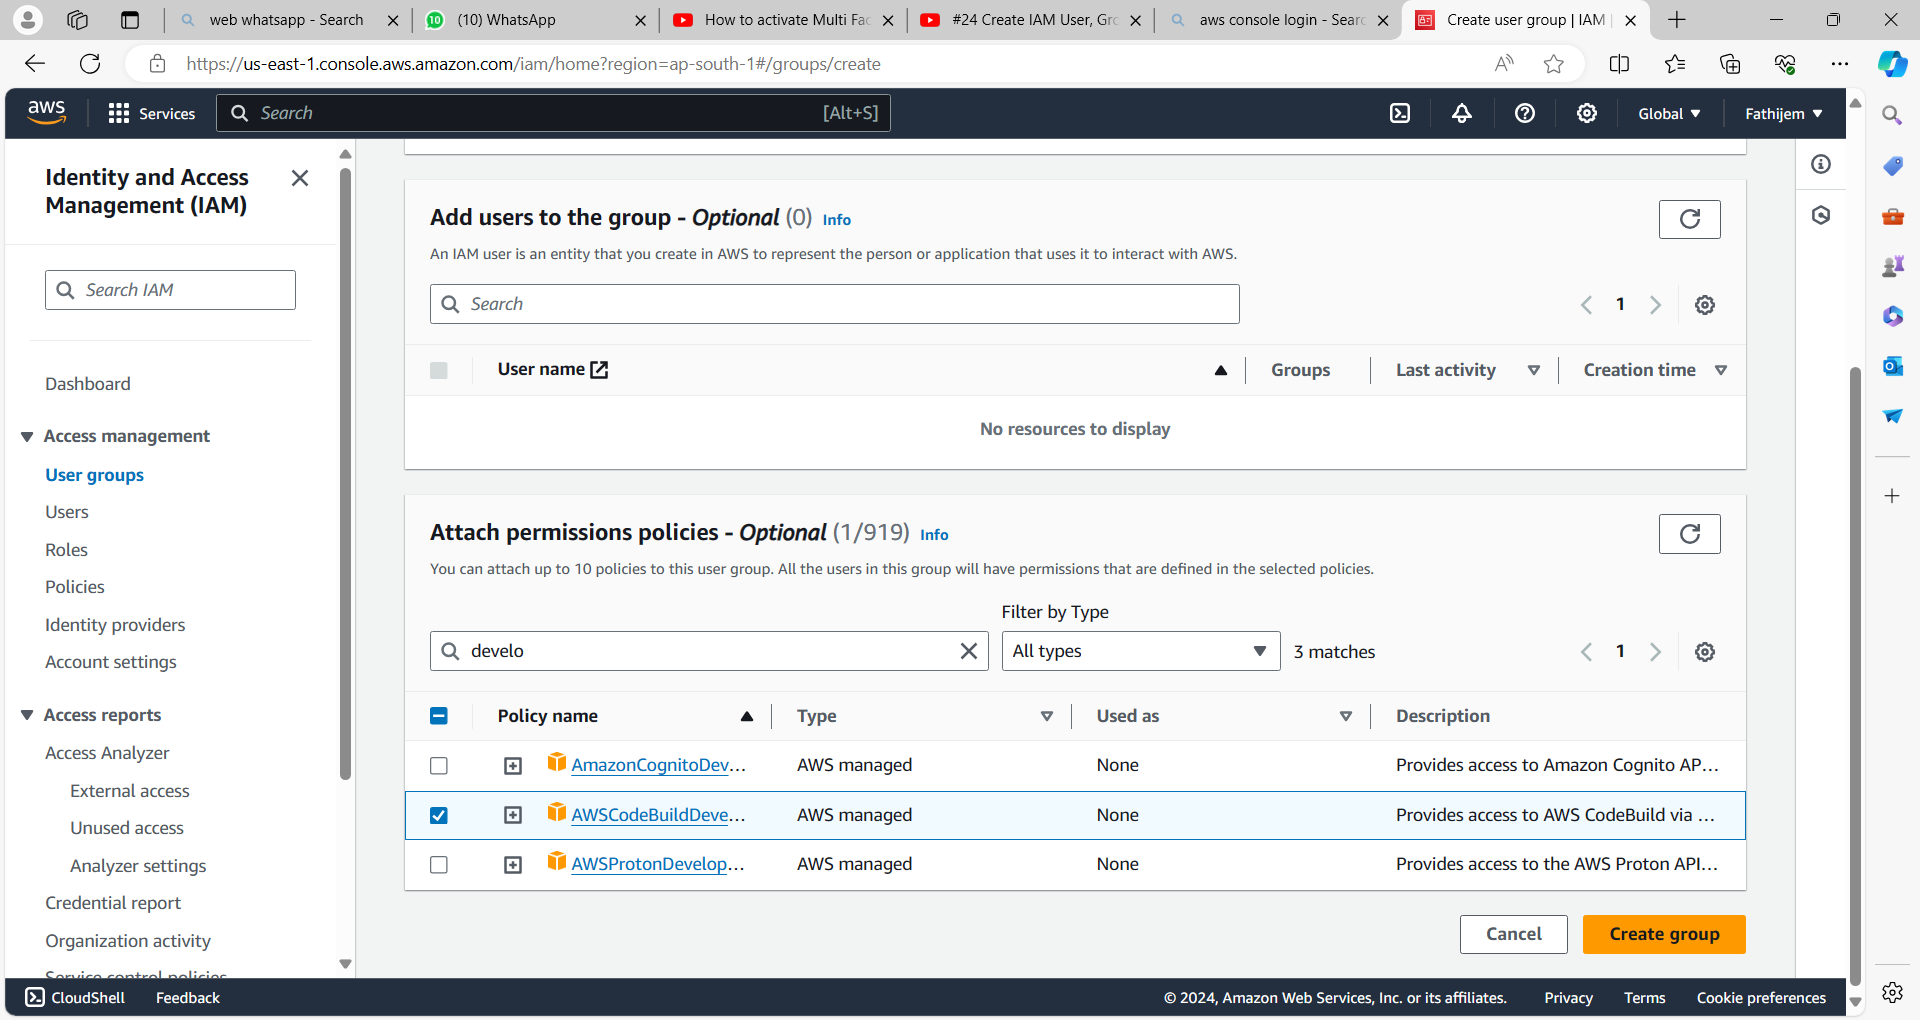 web whatsapp - Search
10
(10) WhatsApp
How to activate Multi Fac
#24 Create IAM User, Gro
aws console login - Searc
Create user group | IAM |
https://us-east-1.console.aws.amazon.com/iam/home?region=ap-south-1#/groups/create
aws
Services
Search
[Alt+S]
Global
Fathijem
Identity and Access
Management (IAM)
Search IAM
Dashboard
Access management
User groups
Users
Roles
Policies
Identity providers
Account settings
Access reports
Access Analyzer
External access
Unused access
Analyzer settings
Credential report
Organization activity
Service control policies
Add users to the group - Optional (0) Info
An IAM user is an entity that you create in AWS to represent the person or application that uses it to interact with AWS.
Search
1
User name
Groups
Last activity
Creation time
No resources to display
Attach permissions policies - Optional (1/919) Info
You can attach up to 10 policies to this user group. All the users in this group will have permissions that are defined in the selected policies.
Filter by Type
develo
All types
3 matches
1
Policy name
Type
Used as
Description
AmazonCognitoDev...
AWS managed
None
Provides access to Amazon Cognito AP...
AWSCodeBuildDeve...
AWS managed
None
Provides access to AWS CodeBuild via ...
AWSProtonDevelop...
AWS managed
None
Provides access to the AWS Proton API...
Cancel
Create group
CloudShell
Feedback
© 2024, Amazon Web Services, Inc. or its affiliates.
Privacy
Terms
Cookie preferences